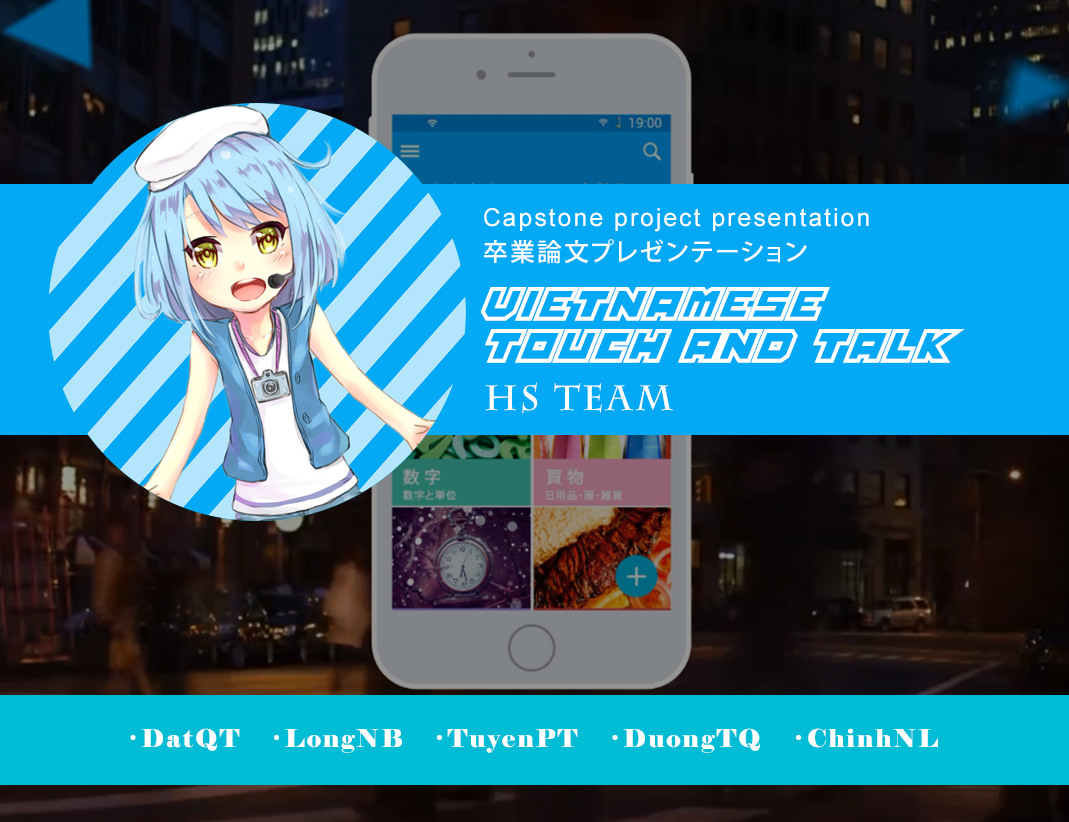 19:00
Capstone project presentation
卒業論文プレゼンテーション
VIETNAMESE
TOUCH AND TALK
HS TEAM
数字
数字と単位
買物
日用品・服・雑貨
・DatQT ・LongNB ・TuyenPT ・DuongTQ ・ChinhNL